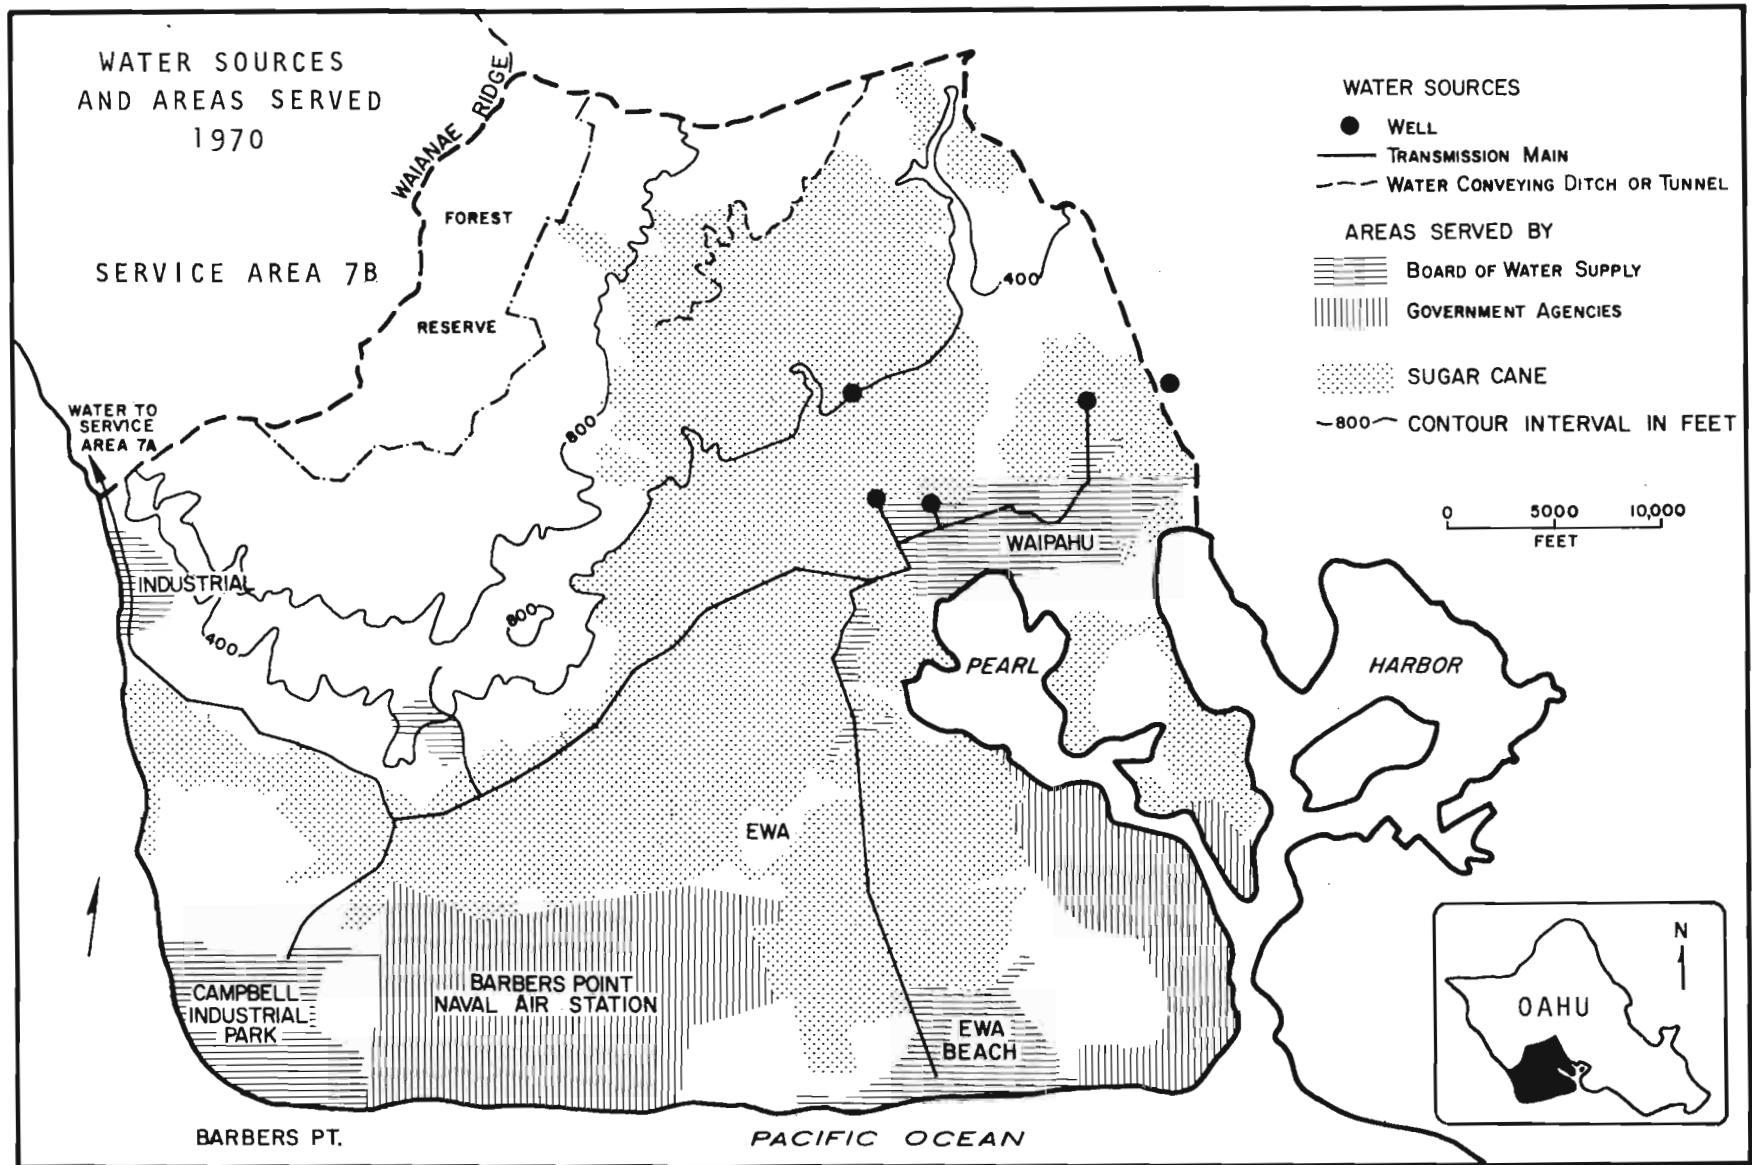 WATER SOURCES
AND AREAS SERVED
1970
SERVICE AREA 7B
WAIANAE RIDGE
FOREST
RESERVE
WATER TO
SERVICE
AREA 7A
800
400
INDUSTRIAL
400
800
WAIPAHU
PEARL
HARBOR
EWA
BARBERS POINT
NAVAL AIR STATION
CAMPBELL
INDUSTRIAL
PARK
EWA
BEACH
BARBERS PT.
PACIFIC OCEAN
WATER SOURCES
WELL
TRANSMISSION MAIN
WATER CONVEYING DITCH OR TUNNEL
AREAS SERVED BY
BOARD OF WATER SUPPLY
GOVERNMENT AGENCIES
SUGAR CANE
800 CONTOUR INTERVAL IN FEET
0 5000 10,000
FEET
N
OAHU